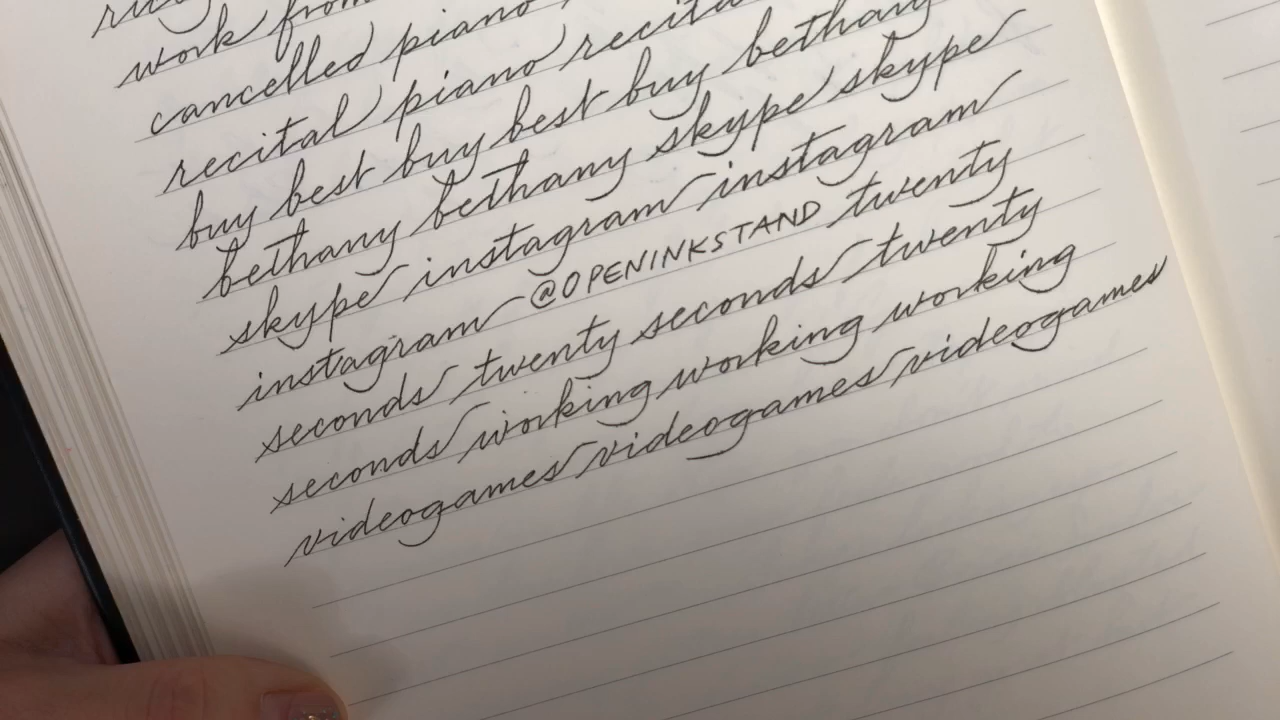 work from
cancelled piano
recital piano recital
buy best buy best buy bethany
bethany bethany skype skype
skype instagram instagram
instagram @OPENINKSTAND twenty
seconds twenty seconds twenty
seconds working working working
videogames videogames videogames